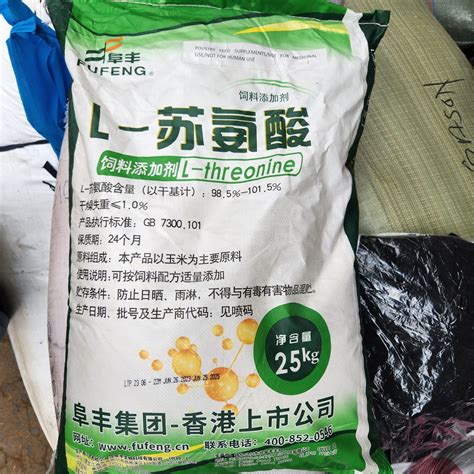 阜丰
FUFENG®
POULTRY FEED SUPPLEMENTS/NOT FOR MEDICINAL
USE/NOT FOR HUMAN USE
饲料添加剂
L-苏氨酸
饲料添加剂L-threonine
L-苏氨酸含量（以干基计）: 98.5%-101.5%
干燥失重≤1.0%
产品执行标准: GB 7300.101
保质期: 24个月
原料组成: 本产品以玉米为主要原料
使用说明: 可按饲料配方适量添加
贮存条件: 防止日晒、雨淋, 不得与有毒有害物品混贮.
生产日期、批号及生产商代码: 见喷码
净含量
25kg
阜丰集团-香港上市公司
网址: www.fufeng.cn 联系电话: 400-852-0546